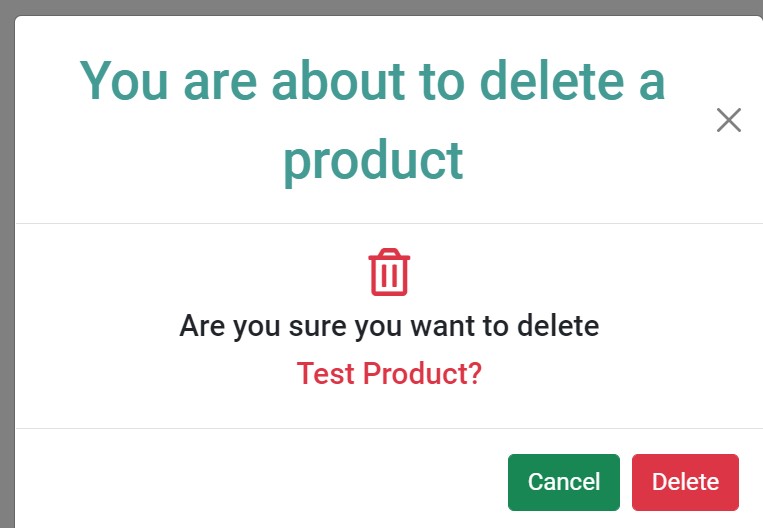 You are about to delete a
product
Are you sure you want to delete
Test Product?
Cancel Delete